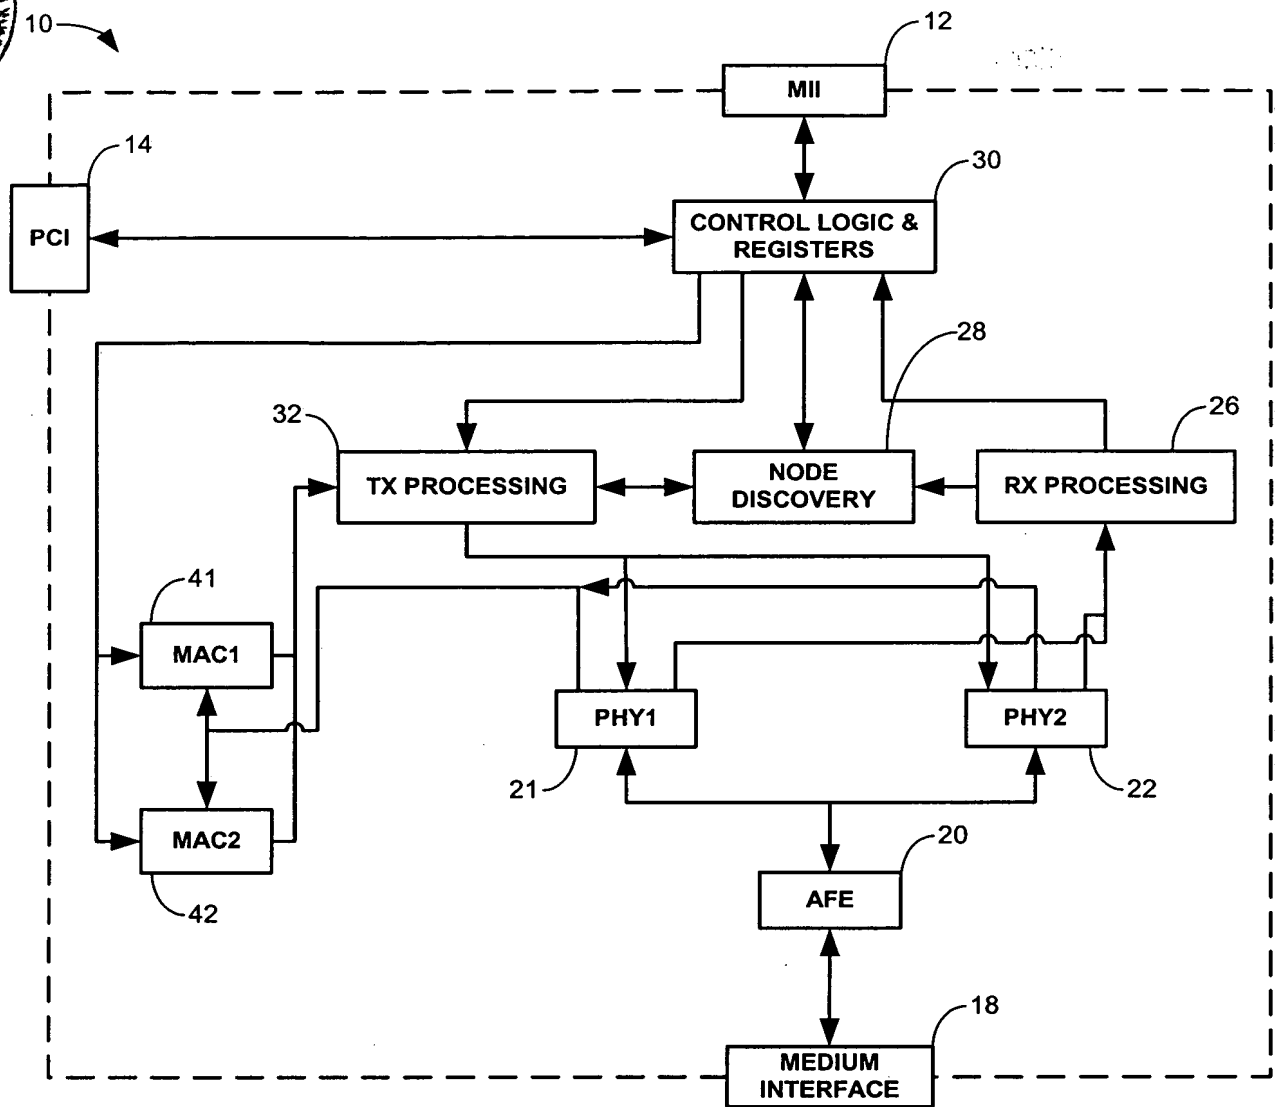 10
12
MII
14
30
PCI
CONTROL LOGIC &
REGISTERS
28
32
26
TX PROCESSING
NODE
DISCOVERY
RX PROCESSING
41
MAC1
PHY1
PHY2
21
22
MAC2
20
42
AFE
18
MEDIUM
INTERFACE